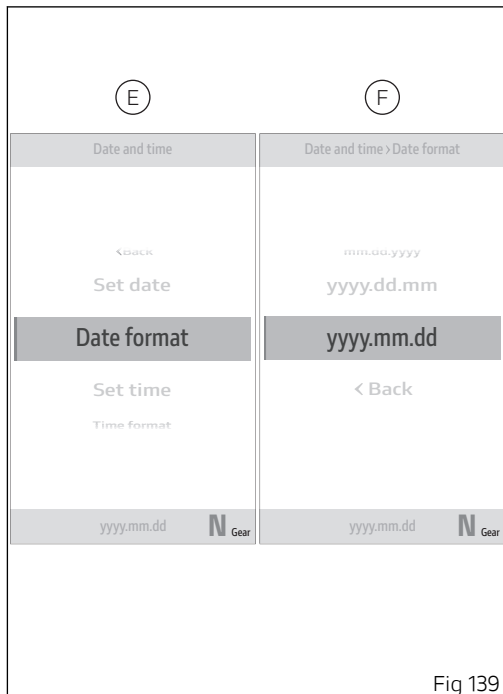 E
Date and time
<Back
Set date
Date format
Set time
Time format
yyyy.mm.dd N Gear
F
Date and time›Date format
mm.dd.yyyy
yyyy.dd.mm
yyyy.mm.dd
< Back
yyyy.mm.dd N Gear
Fig 139